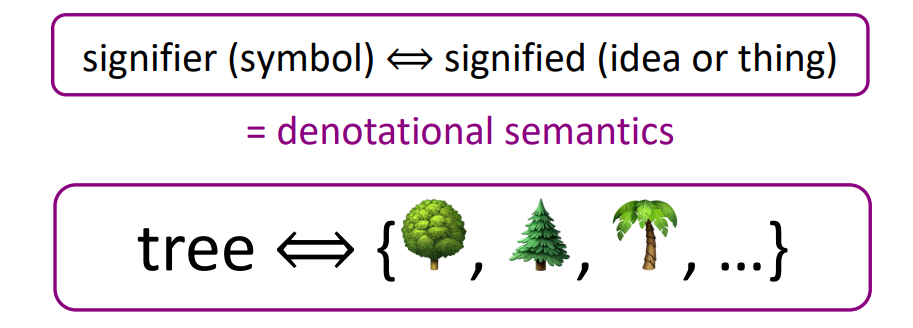 signifier (symbol) ⟺ signified (idea or thing)
= denotational semantics
tree ⟺ {🌳, 🌲, 🌴, …}